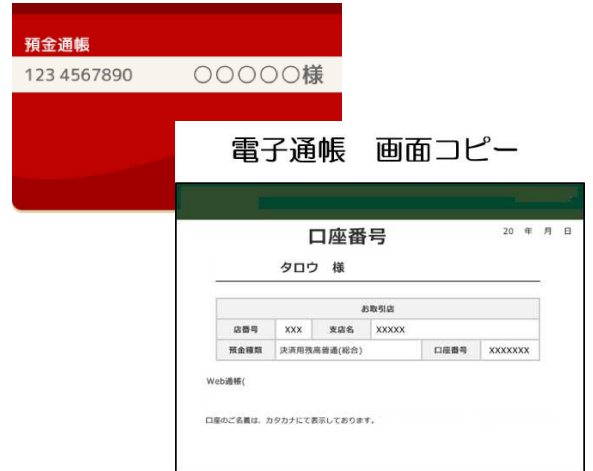 預金通帳
123 4567890 ○○○○○様
電子通帳 画面コピー
口座番号
20 年 月 日
タロウ 様
お取引店
店番号 XXX 支店名 XXXXX
預金種類 決済用残高普通(総合) 口座番号 XXXXXXX
Web通帳(
口座のご名義は、カタカナにて表示しております。